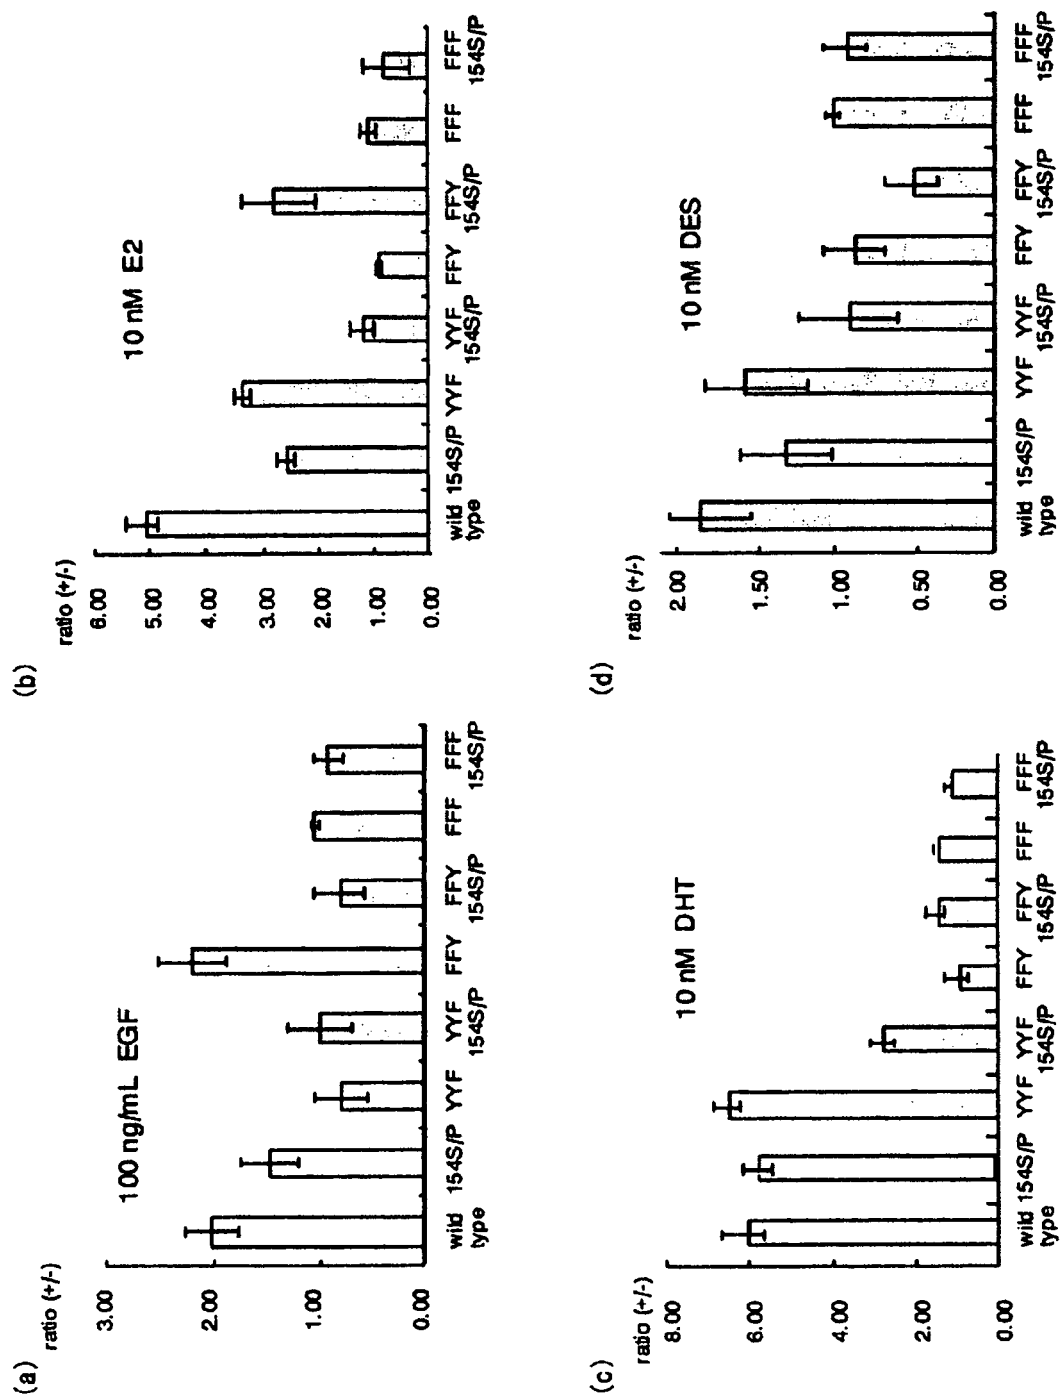 (a)
ratio (+/-)
100 ng/mL EGF
3.00
2.00
1.00
0.00
wild 154S/P YYF YYF FFY FFY FFF FFF
type 154S/P 154S/P 154S/P
(b)
ratio (+/-)
10 nM E2
6.00
5.00
4.00
3.00
2.00
1.00
0.00
wild 154S/P YYF YYF FFY FFY FFF FFF
type 154S/P 154S/P 154S/P
(c)
ratio (+/-)
10 nM DHT
8.00
6.00
4.00
2.00
0.00
wild 154S/P YYF YYF FFY FFY FFF FFF
type 154S/P 154S/P 154S/P
(d)
ratio (+/-)
10 nM DES
2.00
1.50
1.00
0.50
0.00
wild 154S/P YYF YYF FFY FFY FFF FFF
type 154S/P 154S/P 154S/P